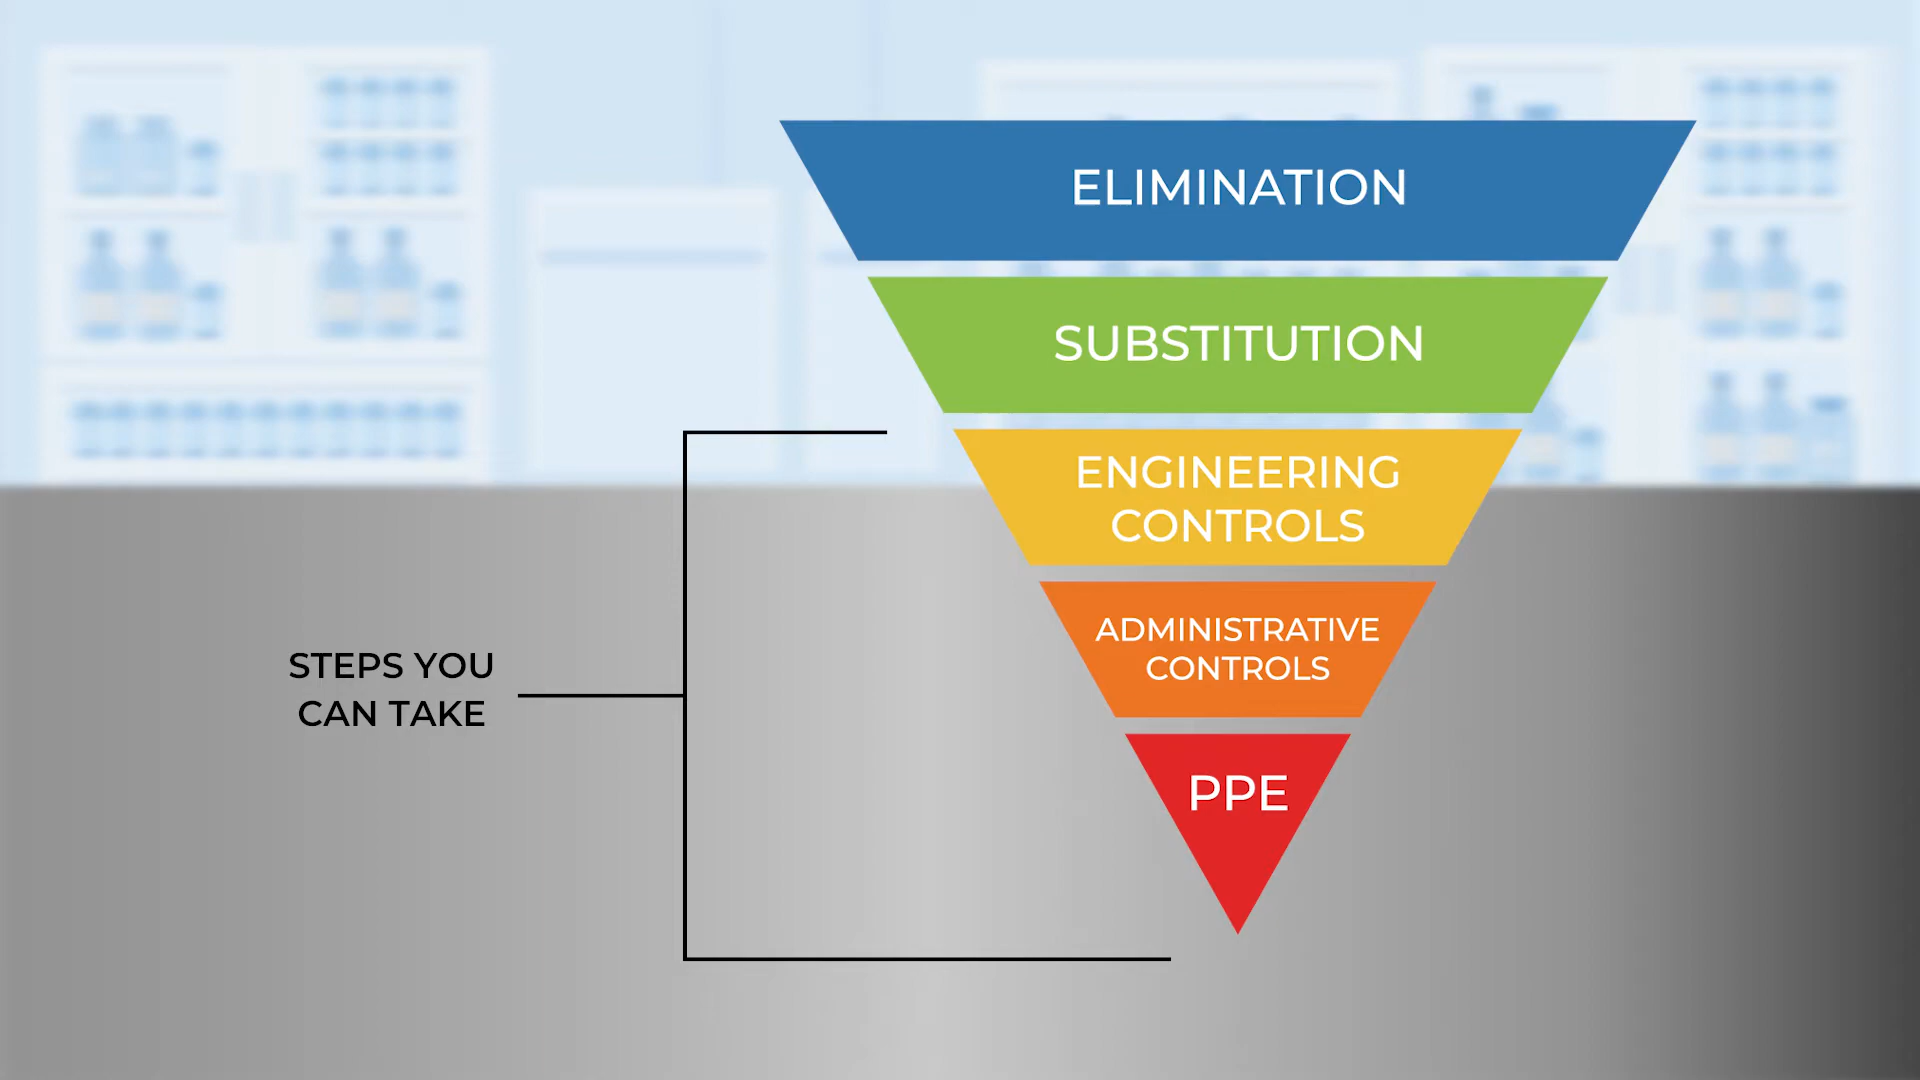 ELIMINATION
SUBSTITUTION
ENGINEERING
CONTROLS
ADMINISTRATIVE
CONTROLS
STEPS YOU
CAN TAKE
PPE